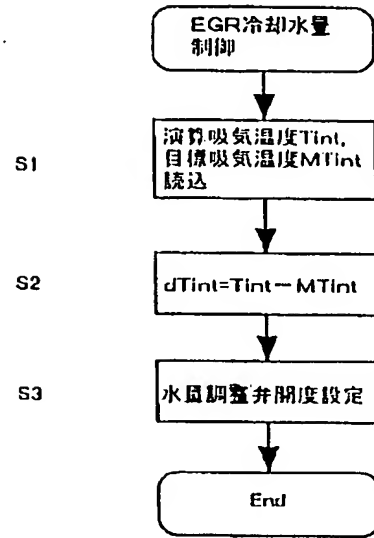 EGR冷却水量
制御
S1
演算吸気温度Tint,
目標吸気温度MTint
読込
S2
dTint=Tint－MTint
S3
水量調整弁開度設定
End